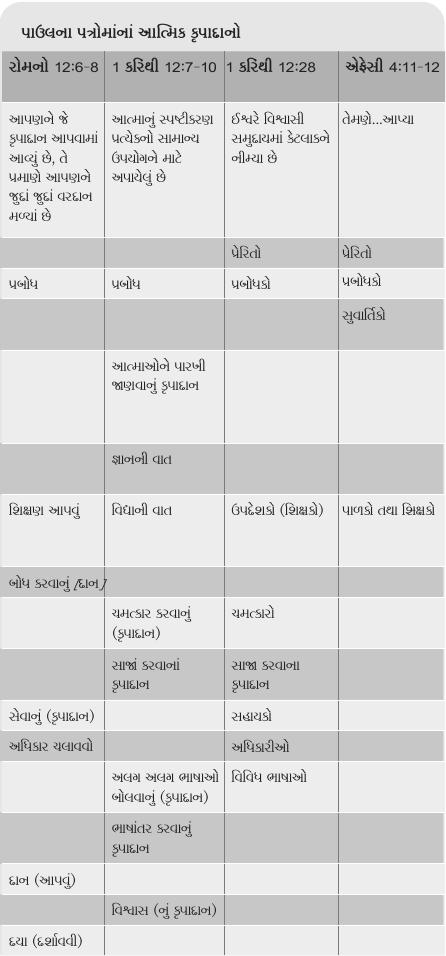 પાઉલના પત્રોમાંનાં આત્મિક કૃપાદાનો
રોમનો 12:6-8 1 કરિંથી 12:7-10 1 કરિંથી 12:28 એફેસી 4:11-12
આપણને જે આત્માનું સ્પષ્ટીકરણ ઈશ્વરે વિશ્વાસી તેમણે...આપ્યા
કૃપાદાન આપવામાં પ્રત્યેકનો સામાન્ય સમુદાયમાં કેટલાકને
આવ્યું છે, તે ઉપયોગને માટે નીમ્યા છે
પ્રમાણે આપણને અપાયેલું છે
જુદાં જુદાં વરદાન
મળ્યાં છે
પ્રેરિતો પ્રેરિતો
પ્રબોધ પ્રબોધ પ્રબોધકો પ્રબોધકો
સુવાર્તિકો
આત્માઓને પારખી
જાણવાનું કૃપાદાન
જ્ઞાનની વાત
શિક્ષણ આપવું વિદ્યાની વાત ઉપદેશકો (શિક્ષકો) પાળકો તથા શિક્ષકો
બોધ કરવાનું [દાન]
ચમત્કાર કરવાનું ચમત્કારો
(કૃપાદાન)
સાજાં કરવાનાં સાજા કરવાના
કૃપાદાન કૃપાદાન
સેવાનું (કૃપાદાન) સહાયકો
અધિકાર ચલાવવો અધિકારીઓ
અલગ અલગ ભાષાઓ વિવિધ ભાષાઓ
બોલવાનું (કૃપાદાન)
ભાષાંતર કરવાનું
કૃપાદાન
દાન (આપવું)
વિશ્વાસ (નું કૃપાદાન)
દયા (દર્શાવવી)